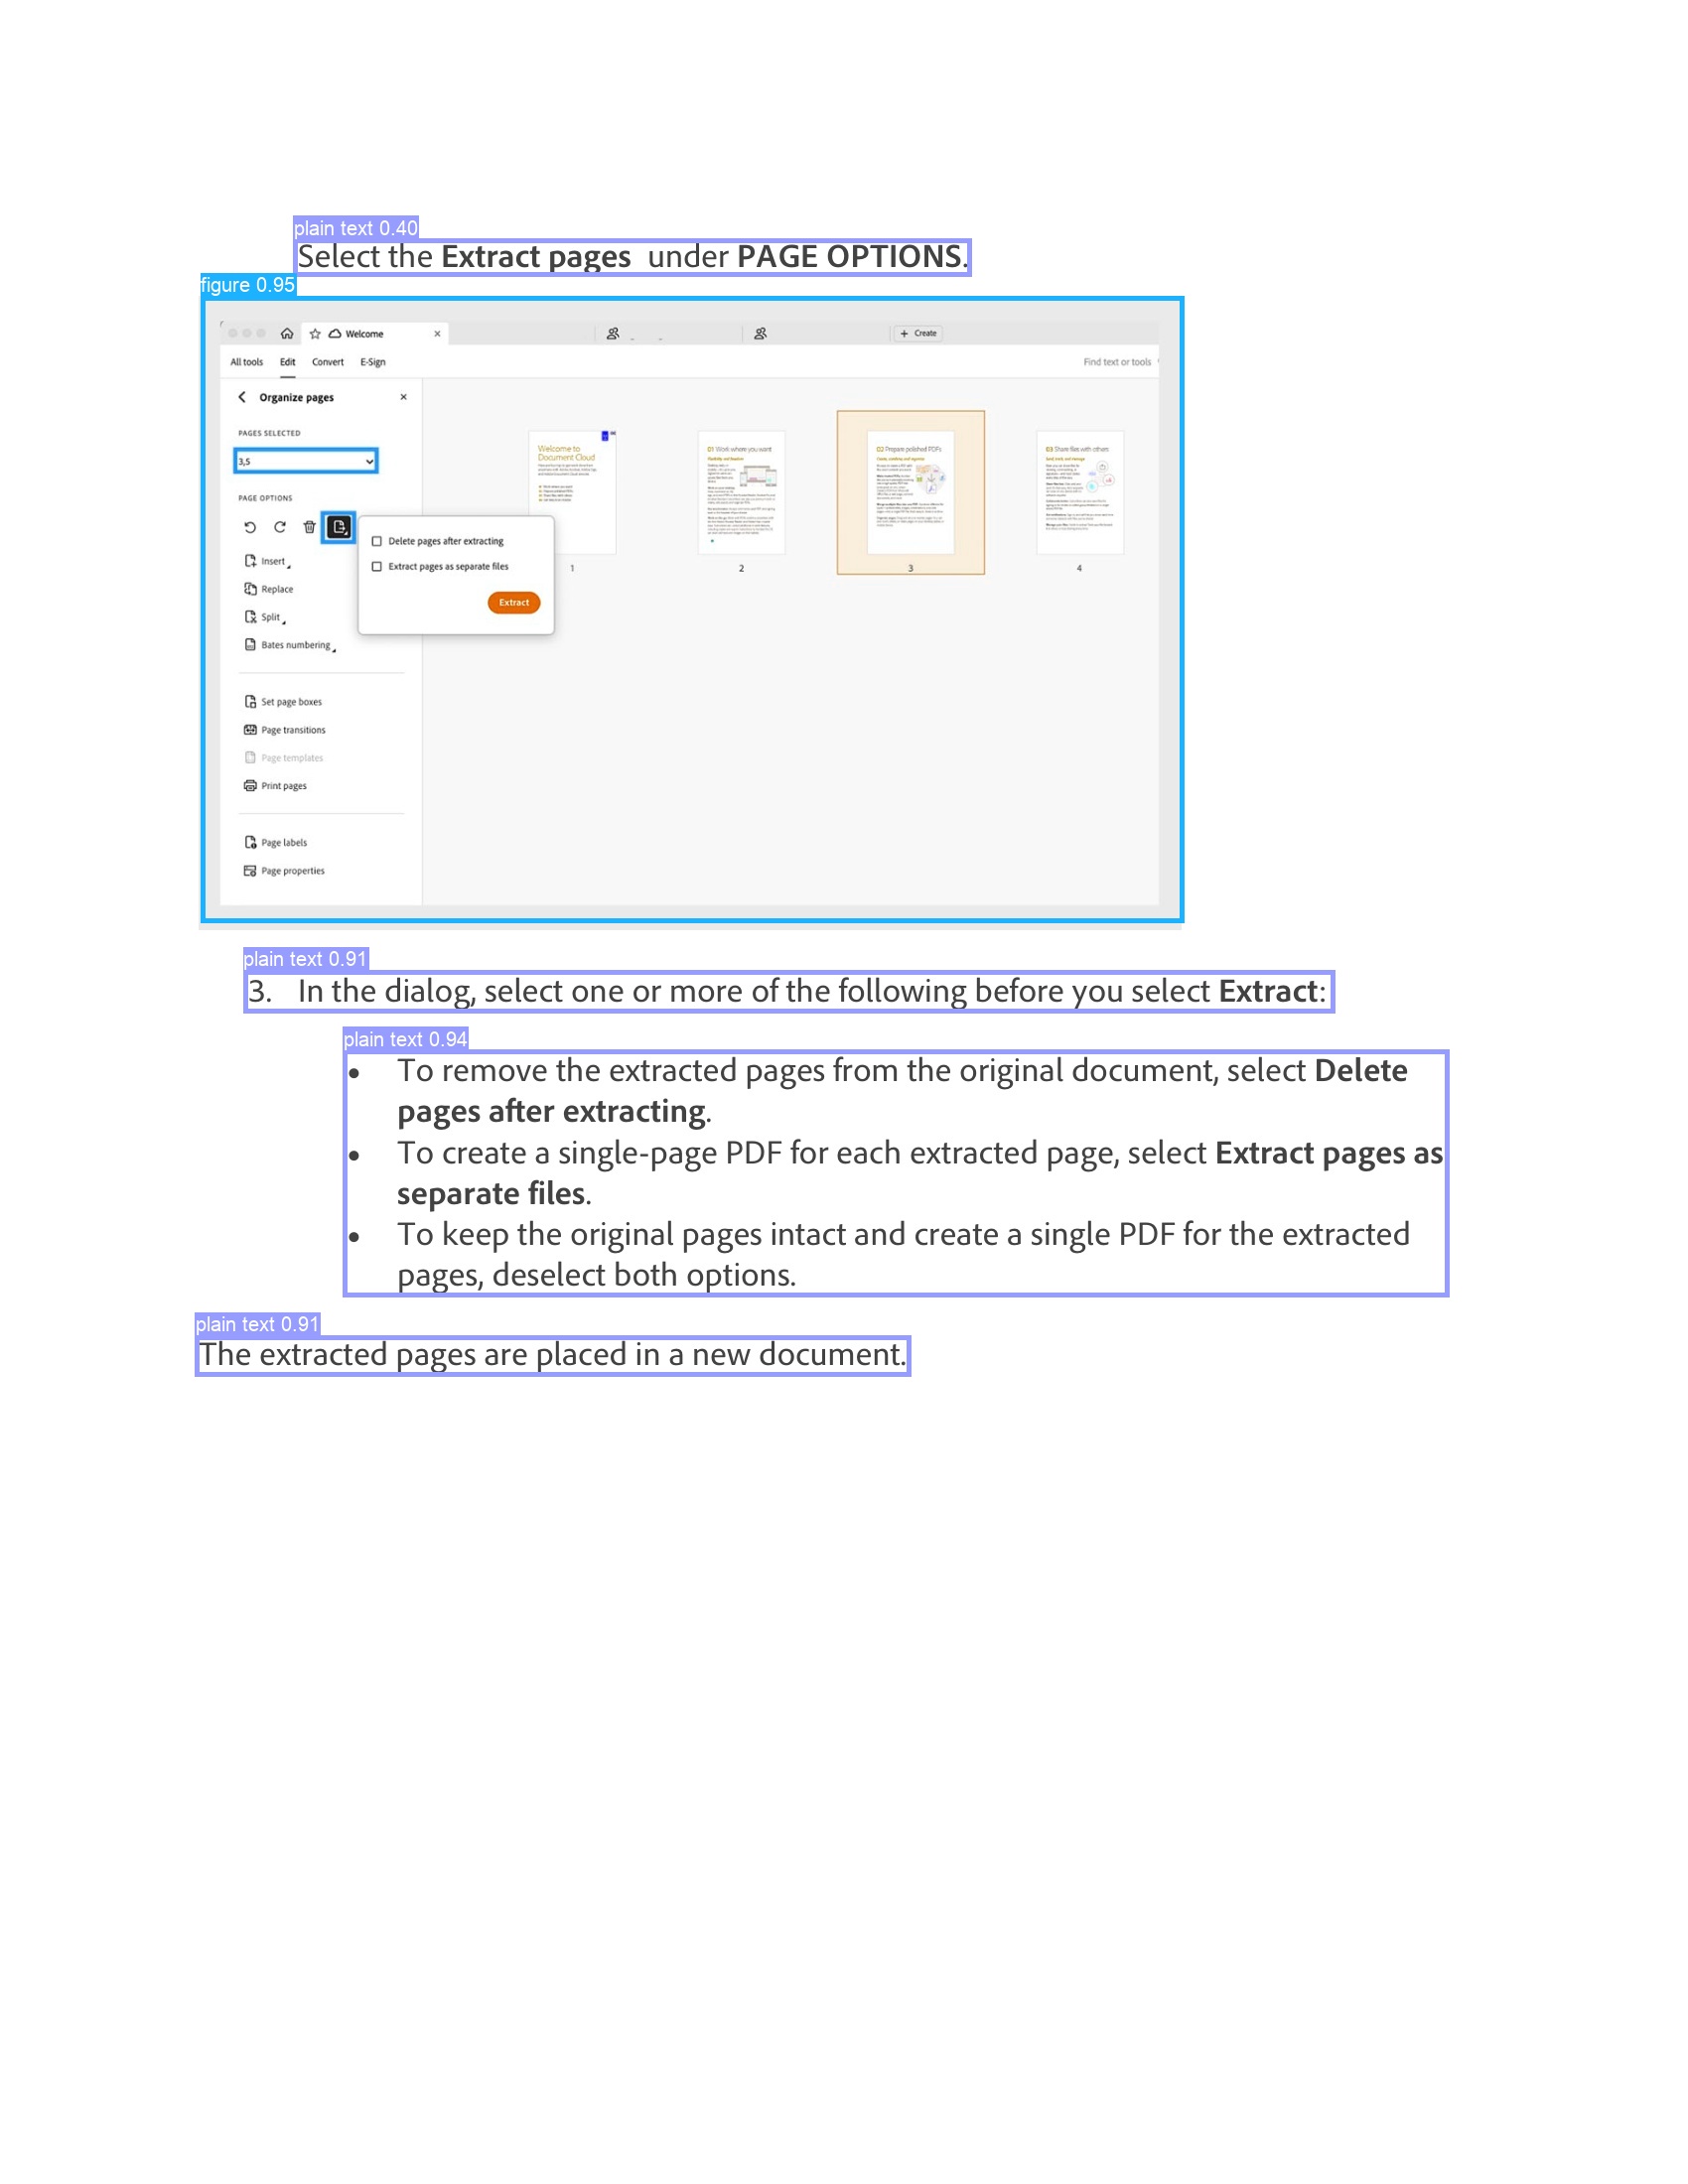 plain text 0.40
Select the Extract pages under PAGE OPTIONS.
figure 0.95
Welcome
+ Create
All tools Edit Convert E-Sign
Find text or tools
Organize pages
PAGES SELECTED
3,5
PAGE OPTIONS
Delete pages after extracting
Extract pages as separate files
Extract
Insert
Replace
Split
Bates numbering
Set page boxes
Page transitions
Page templates
Print pages
Page labels
Page properties
Welcome to
Document Cloud
1
01 Work where you want
2
02 Prepare polished PDFs
3
03 Share files with others
4
plain text 0.91
3. In the dialog, select one or more of the following before you select Extract:
plain text 0.94
• To remove the extracted pages from the original document, select Delete
pages after extracting.
• To create a single-page PDF for each extracted page, select Extract pages as
separate files.
• To keep the original pages intact and create a single PDF for the extracted
pages, deselect both options.
plain text 0.91
The extracted pages are placed in a new document.